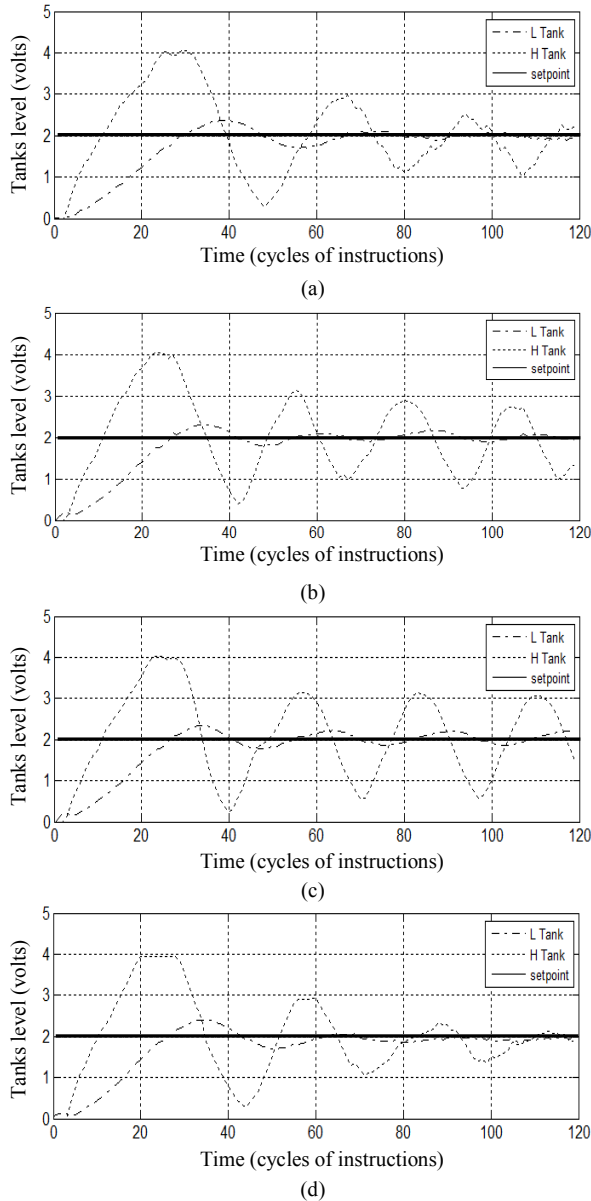 5
4
3
2
1
0
Tanks level (volts)
L Tank
H Tank
setpoint
0 20 40 60 80 100 120
Time (cycles of instructions)
(a)
5
4
3
2
1
0
Tanks level (volts)
L Tank
H Tank
setpoint
0 20 40 60 80 100 120
Time (cycles of instructions)
(b)
5
4
3
2
1
0
Tanks level (volts)
L Tank
H Tank
setpoint
0 20 40 60 80 100 120
Time (cycles of instructions)
(c)
5
4
3
2
1
0
Tanks level (volts)
L Tank
H Tank
setpoint
0 20 40 60 80 100 120
Time (cycles of instructions)
(d)